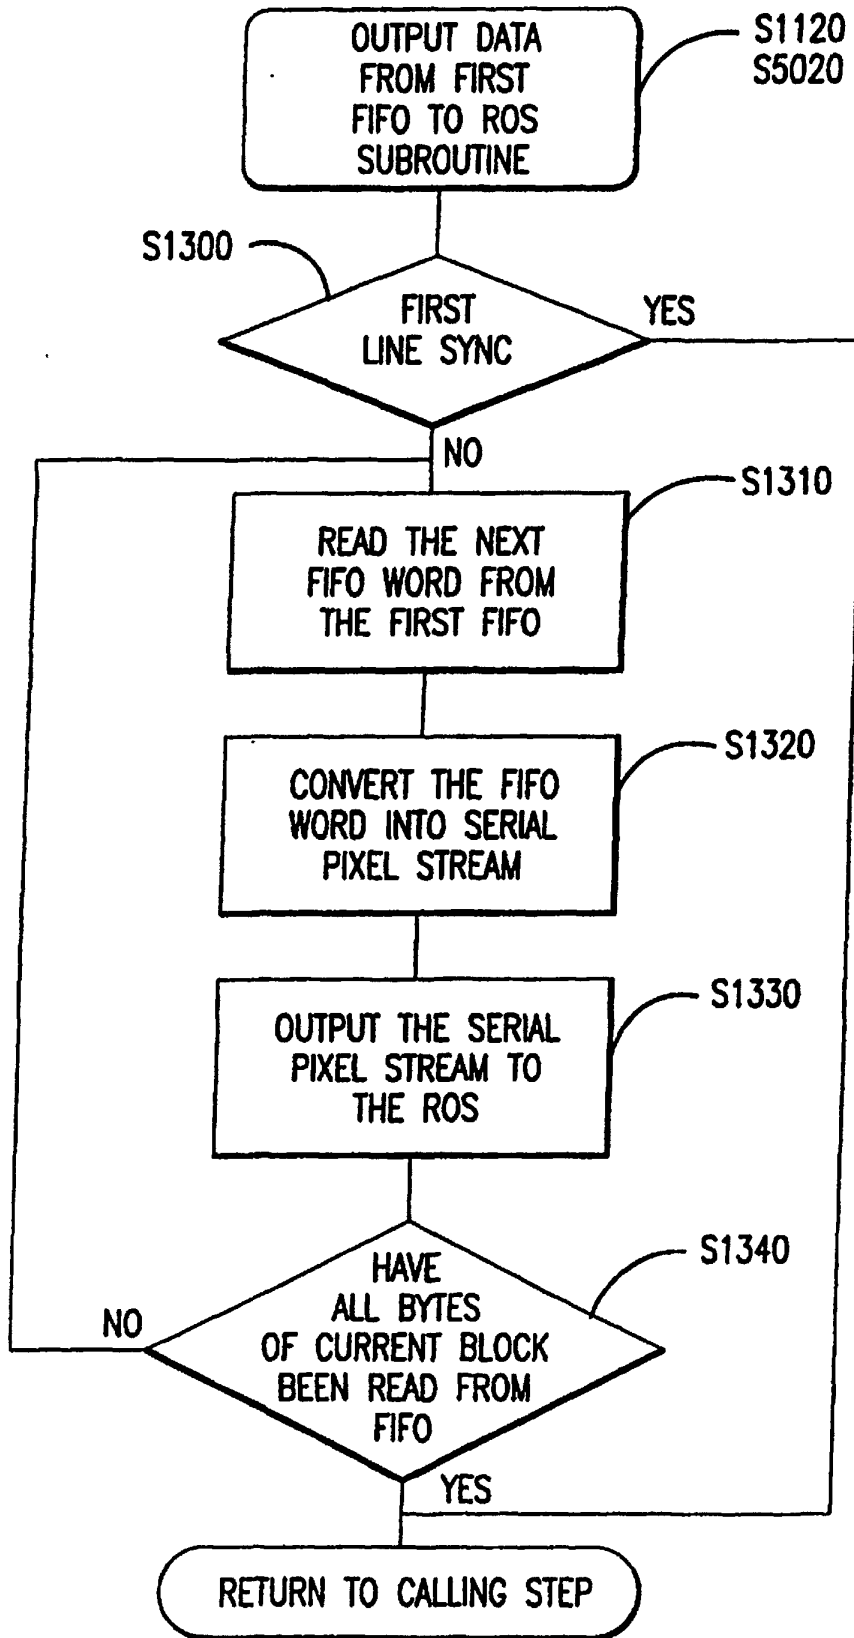 OUTPUT DATA
FROM FIRST
FIFO TO ROS
SUBROUTINE
S1120
S5020
S1300
FIRST
LINE SYNC
YES
NO
S1310
READ THE NEXT
FIFO WORD FROM
THE FIRST FIFO
S1320
CONVERT THE FIFO
WORD INTO SERIAL
PIXEL STREAM
S1330
OUTPUT THE SERIAL
PIXEL STREAM TO
THE ROS
S1340
HAVE
ALL BYTES
OF CURRENT BLOCK
BEEN READ FROM
FIFO
NO
YES
RETURN TO CALLING STEP